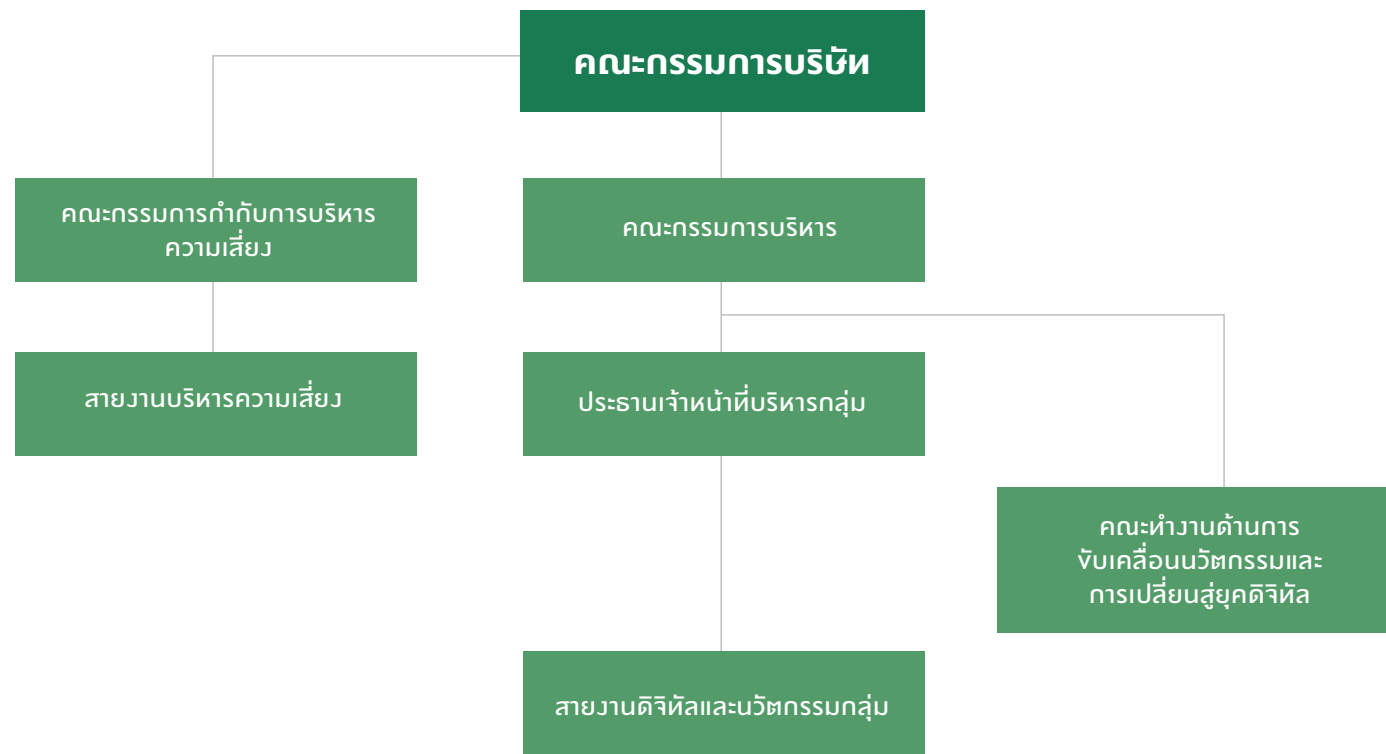 คณะกรรมการบริษัท
คณะกรรมการกำกับการบริหาร
ความเสี่ยง
คณะกรรมการบริหาร
สายงานบริหารความเสี่ยง
ประธานเจ้าหน้าที่บริหารกลุ่ม
คณะทำงานด้านการ
ขับเคลื่อนนวัตกรรมและ
การเปลี่ยนสู่ยุคดิจิทัล
สายงานดิจิทัลและนวัตกรรมกลุ่ม